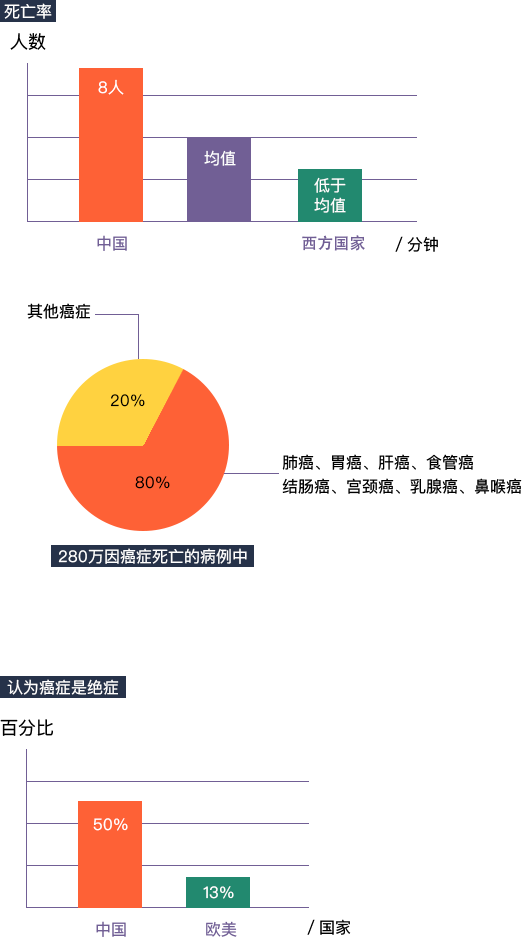 死亡率
人数
8人
均值
低于
均值
中国
西方国家
/ 分钟
其他癌症
20%
80%
肺癌、胃癌、肝癌、食管癌
结肠癌、宫颈癌、乳腺癌、鼻喉癌
280万因癌症死亡的病例中
认为癌症是绝症
百分比
50%
13%
中国
欧美
/ 国家